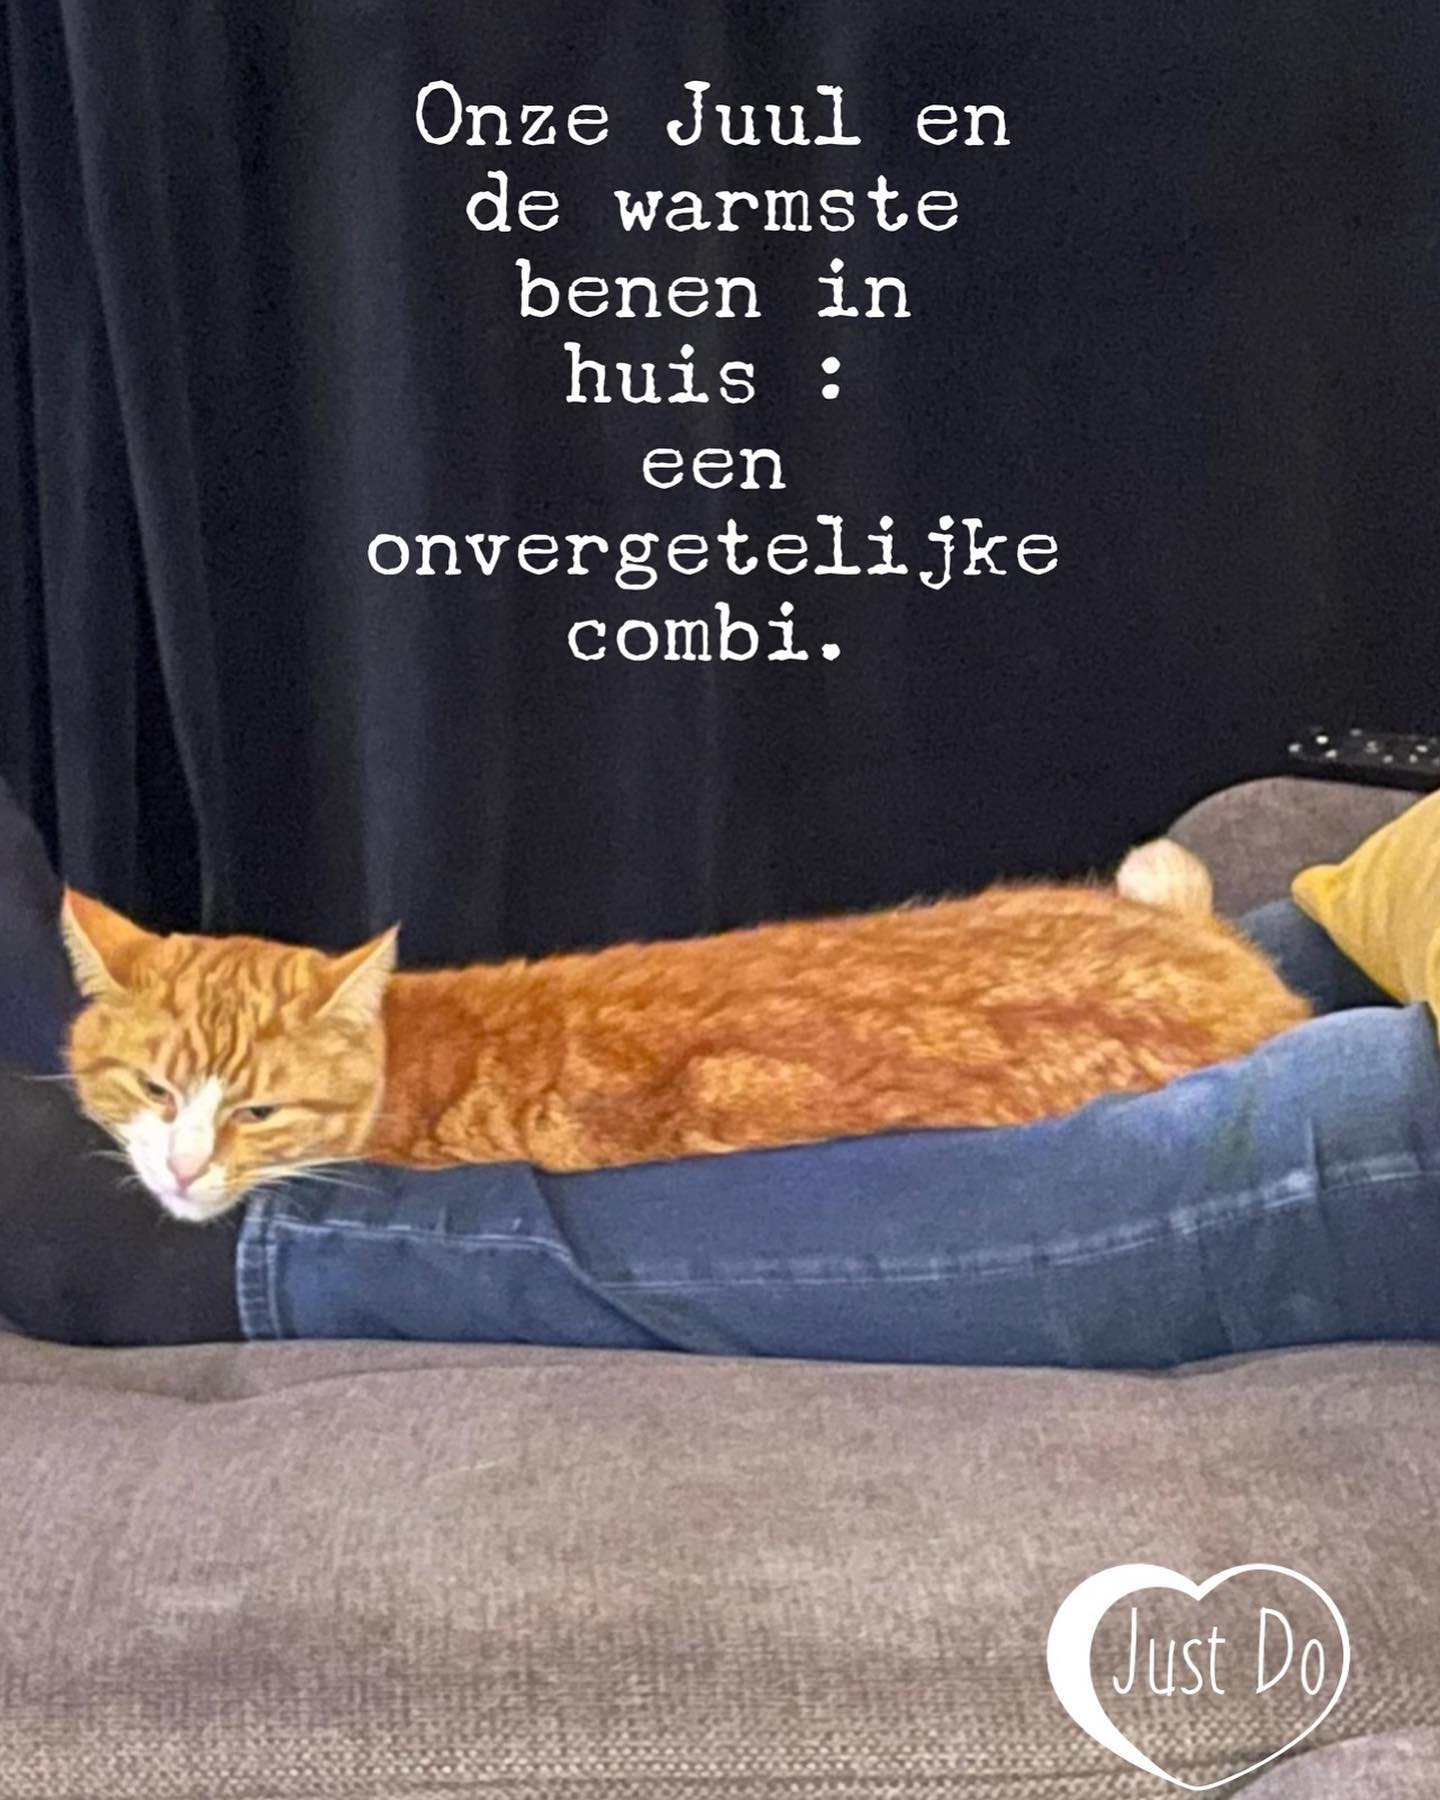 Onze Juul en
de warmste
benen in
huis :
een
onvergetelijke
combi.
Just Do